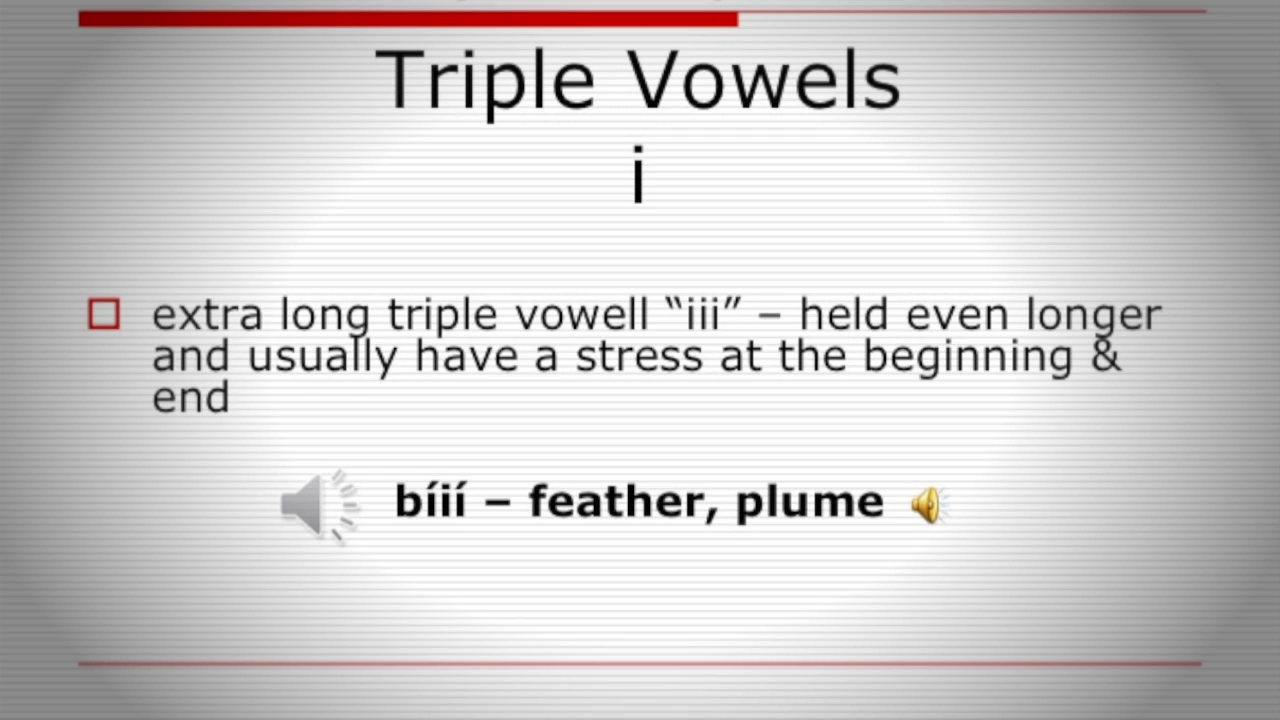 Triple Vowels
i
extra long triple vowell “iii” – held even longer
and usually have a stress at the beginning &
end
bíií – feather, plume